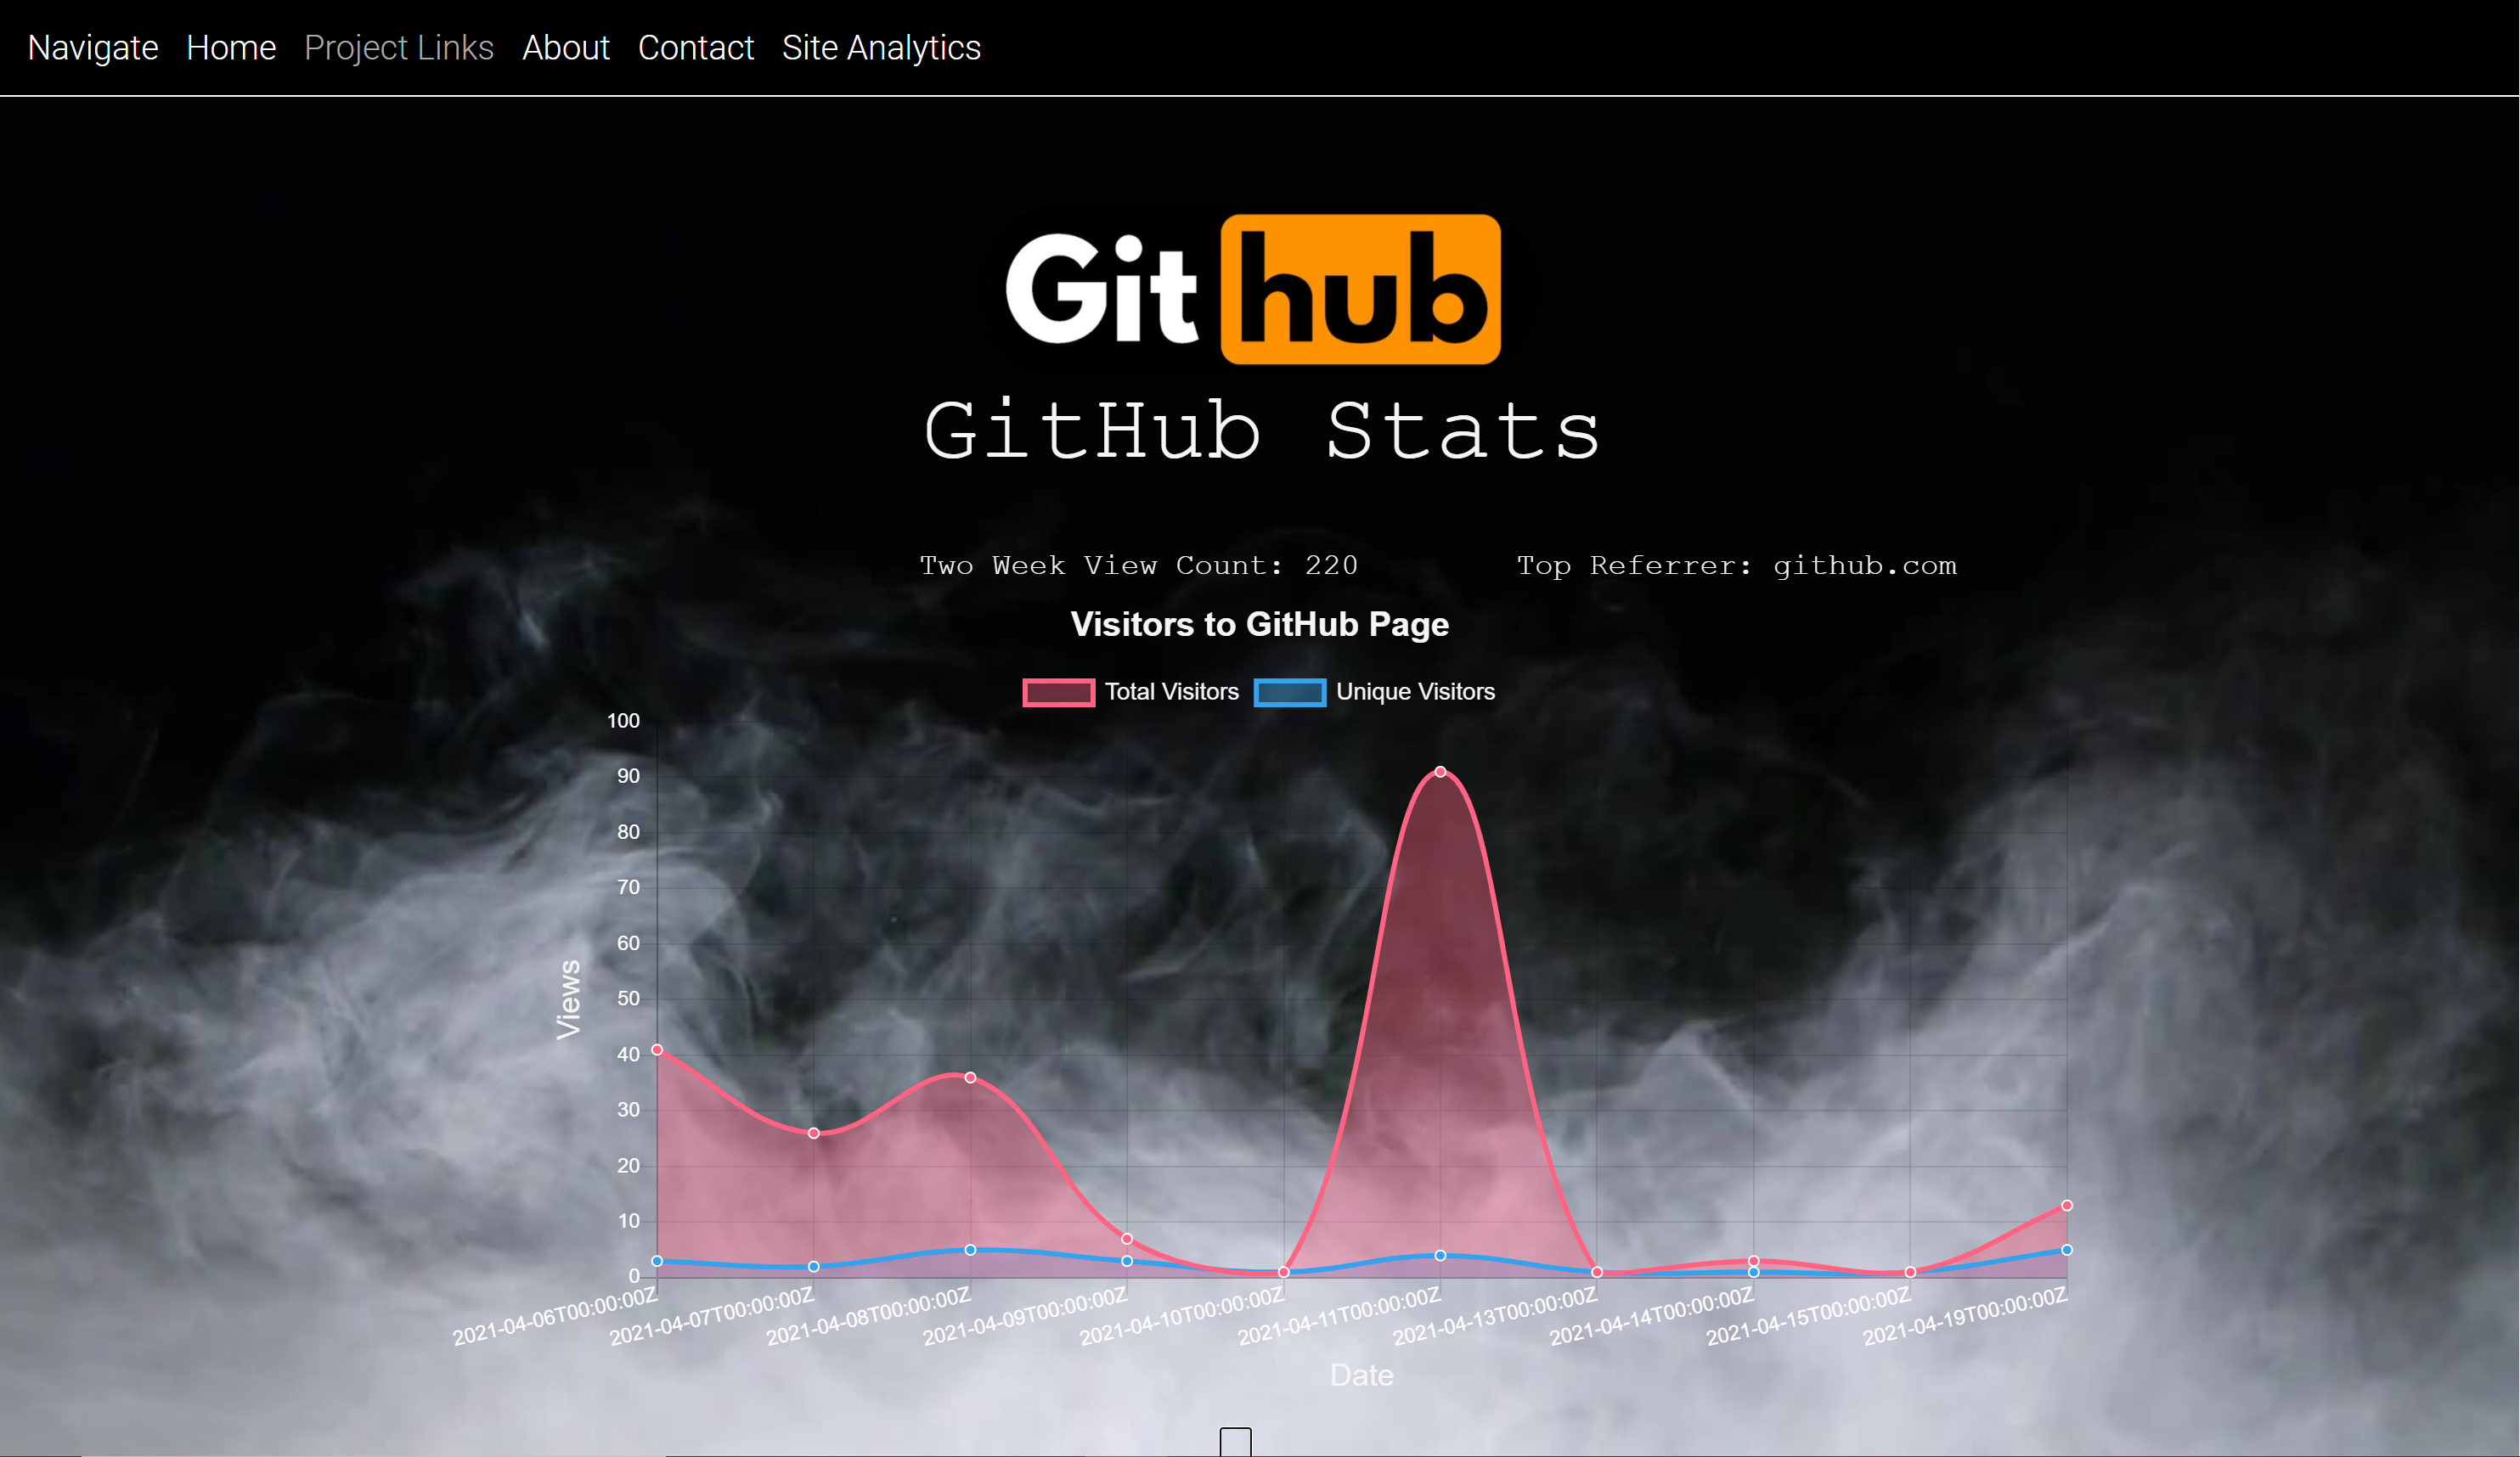 Navigate Home Project Links About Contact Site Analytics
Git hub
GitHub Stats
Two Week View Count: 220 Top Referrer: github.com
Visitors to GitHub Page
Total Visitors Unique Visitors
100
90
80
70
60
50
40
30
20
10
0
Views
2021-04-06T00:00:00Z 2021-04-07T00:00:00Z 2021-04-08T00:00:00Z 2021-04-09T00:00:00Z 2021-04-10T00:00:00Z 2021-04-11T00:00:00Z 2021-04-13T00:00:00Z 2021-04-14T00:00:00Z 2021-04-15T00:00:00Z 2021-04-19T00:00:00Z
Date